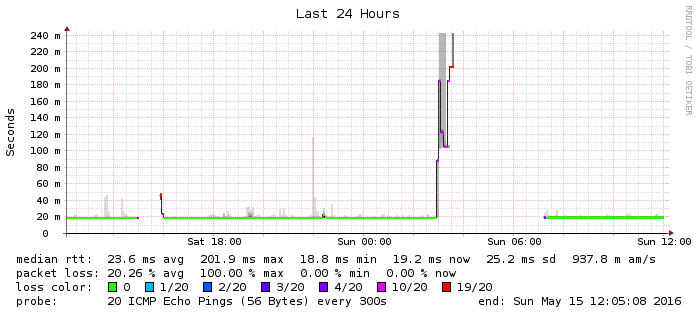 Last 24 Hours
RRDTOOL / TOBI OETIKER
Seconds
240 m
220 m
200 m
180 m
160 m
140 m
120 m
100 m
80 m
60 m
40 m
20 m
0
Sat 18:00 Sun 00:00 Sun 06:00 Sun 12:00
median rtt: 23.6 ms avg 201.9 ms max 18.8 ms min 19.2 ms now 25.2 ms sd 937.8 m am/s
packet loss: 20.26 % avg 100.00 % max 0.00 % min 0.00 % now
loss color: 0 1/20 2/20 3/20 4/20 10/20 19/20
probe: 20 ICMP Echo Pings (56 Bytes) every 300s end: Sun May 15 12:05:08 2016